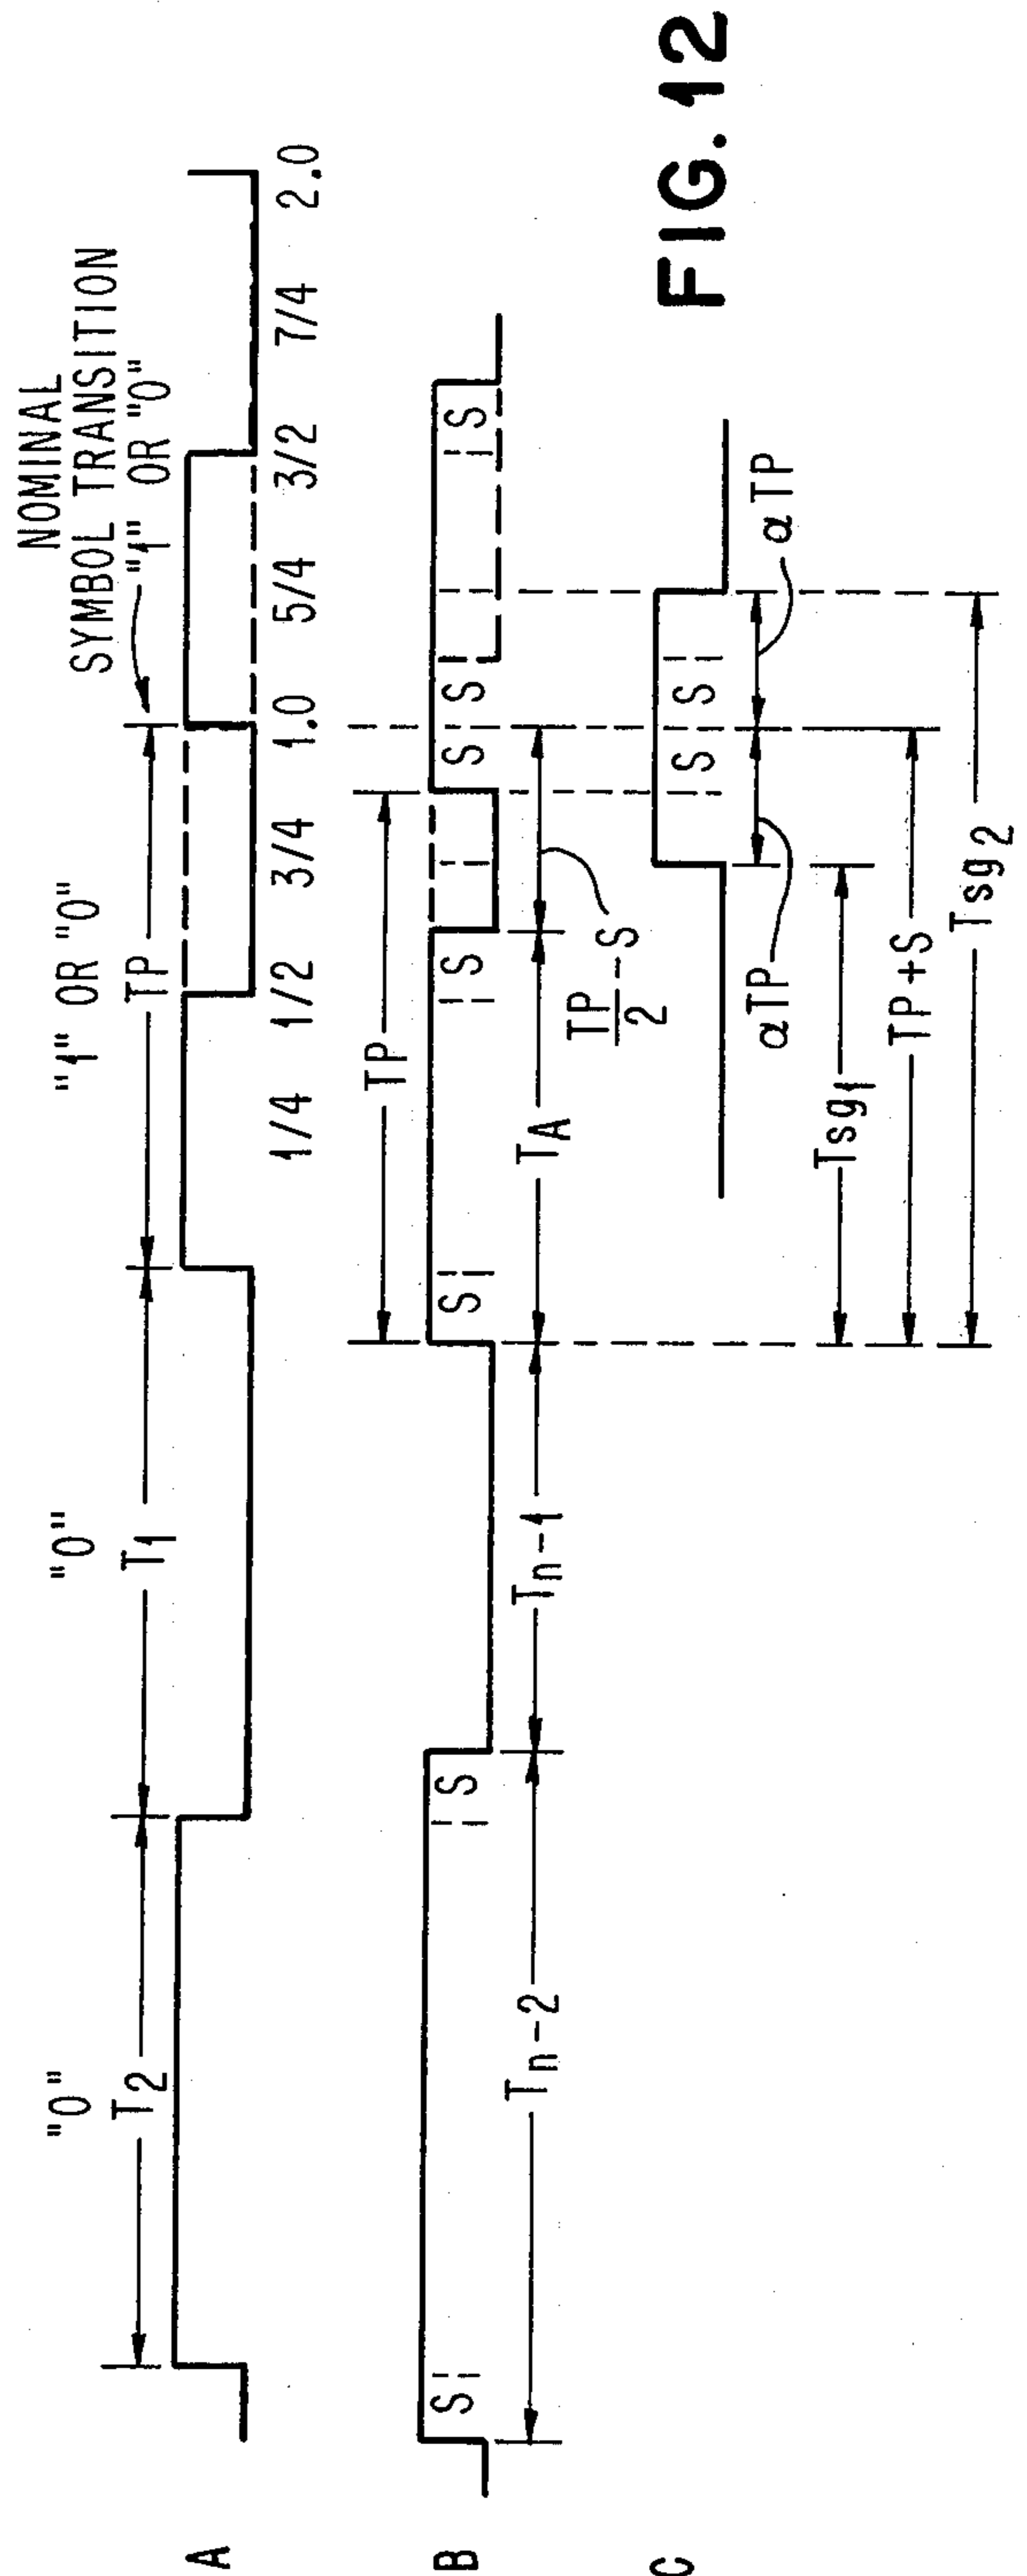 NOMINAL
SYMBOL TRANSITION
"1" OR "0"
"0"
"0"
"1" OR "0"
T2
T1
TP
A
1/4 1/2 3/4 1.0 5/4 3/2 7/4 2.0
TP
B
S S S S S S S
Tn-2
Tn-1
TA
TP/2 - S
C
S S
αTP
αTP
Tsg1
TP+S
Tsg2
FIG. 12